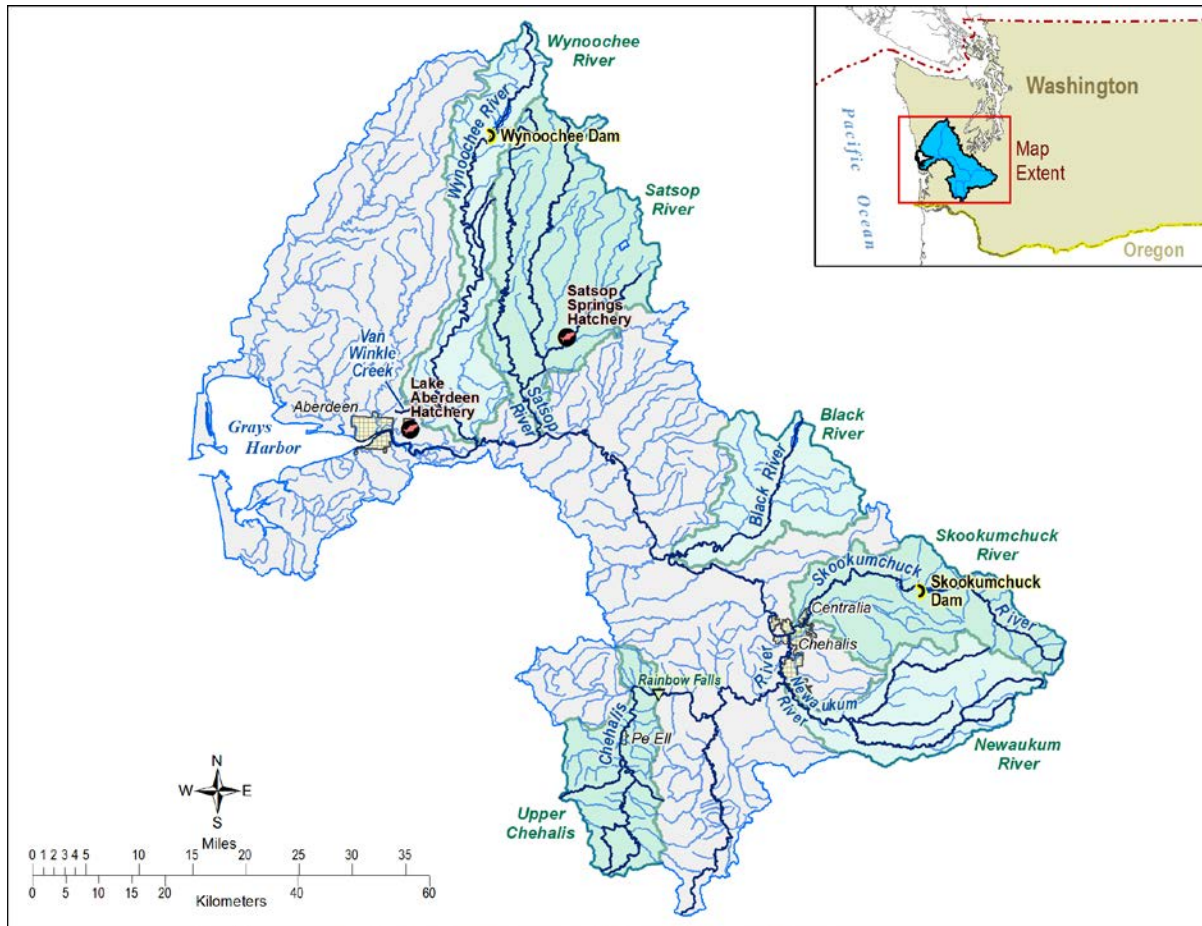 Wynoochee
River
Wynoochee River
Wynoochee Dam
Satsop
River
Satsop
Springs
Hatchery
Van
Winkle
Creek
Lake
Aberdeen
Hatchery
Satsop
River
Aberdeen
Grays
Harbor
Black
River
Black River
Skookumchuck
River
Skookumchuck
River
Skookumchuck
Dam
Centralia
Chehalis
River
Newaukum
River
Rainbow Falls
Chehalis
Pe Ell
Newaukum
River
Upper
Chehalis
Washington
Pacific Ocean
Map
Extent
Oregon
N
W E
S
Miles
0 1 2 3 4 5 10 15 20 25 30 35
0 5 10 15 20 40 60
Kilometers